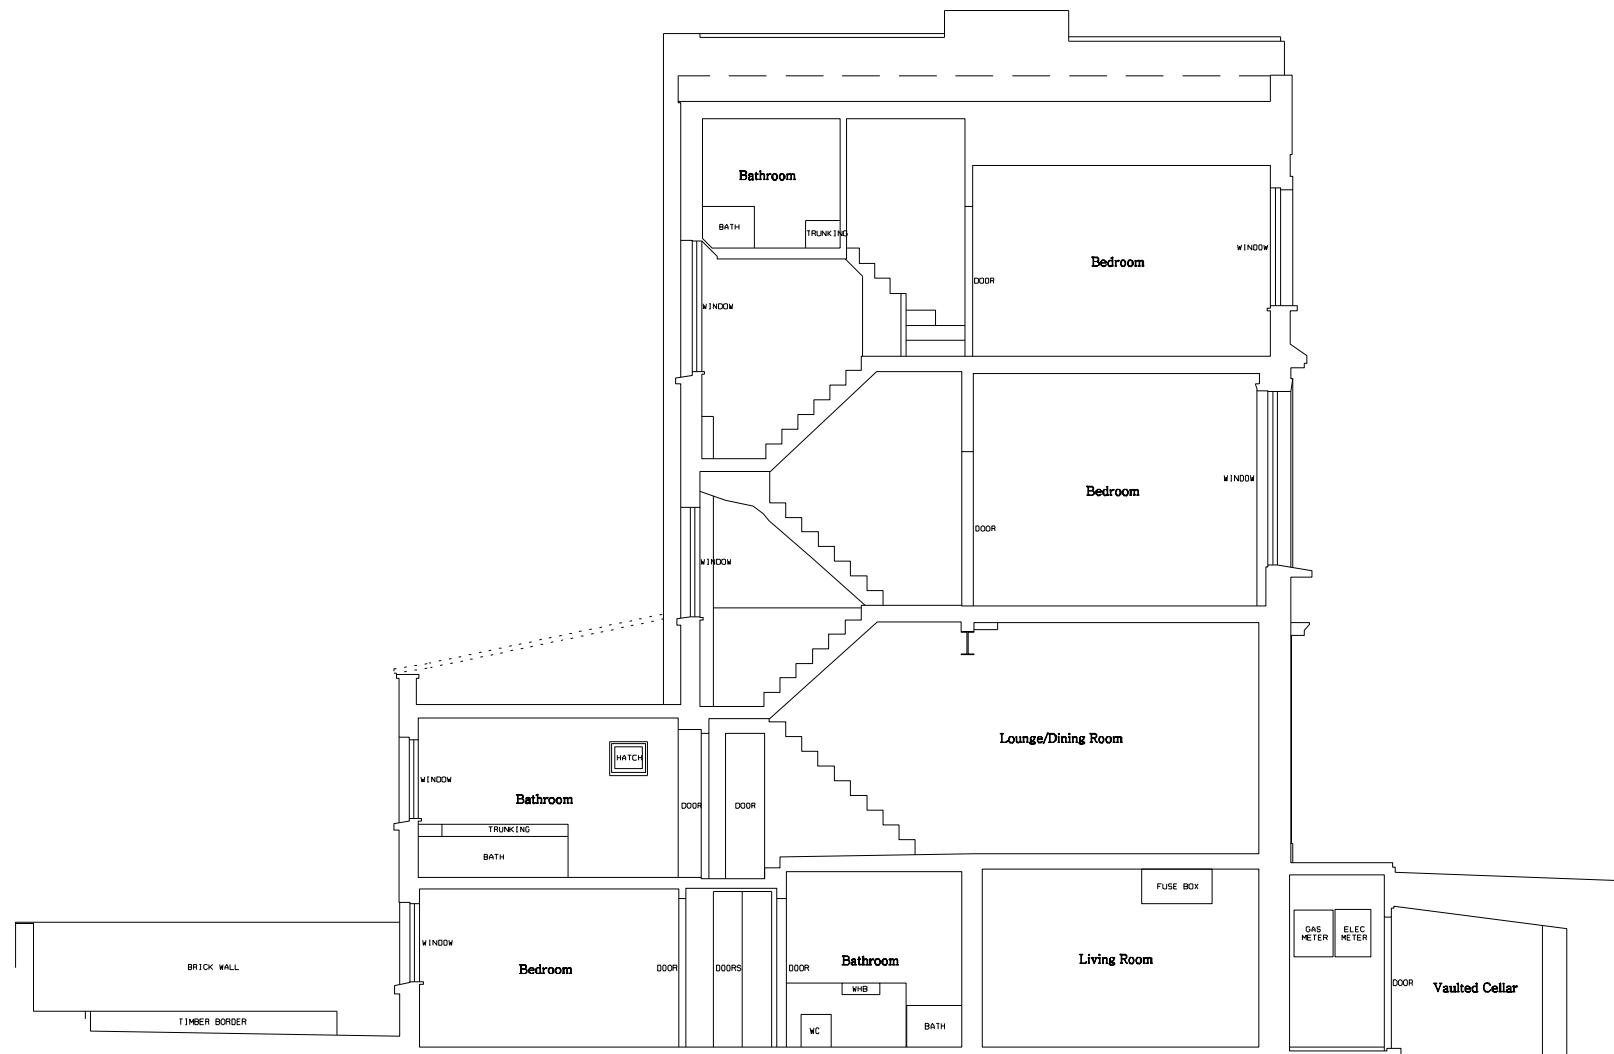 Bathroom
BATH
TRUNKING
WINDOW
Bedroom
DOOR
WINDOW
WINDOW
Bedroom
DOOR
WINDOW
Lounge/Dining Room
HATCH
WINDOW
Bathroom
DOOR
DOOR
TRUNKING
BATH
FUSE BOX
GAS
METER
ELEC
METER
WINDOW
BRICK WALL
Bedroom
DOOR
DOORS
DOOR
Bathroom
Living Room
WHB
DOOR
Vaulted Cellar
TIMBER BORDER
WC
BATH